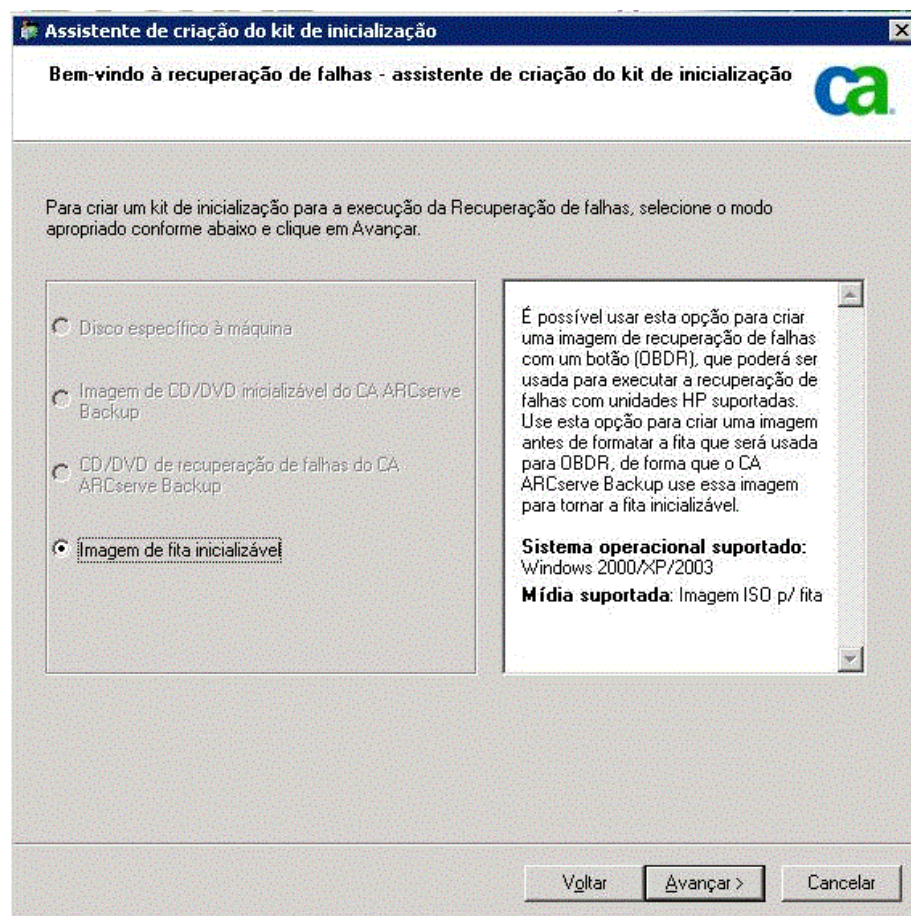 Assistente de criação do kit de inicialização
Bem-vindo à recuperação de falhas - assistente de criação do kit de inicialização
ca
Para criar um kit de inicialização para a execução da Recuperação de falhas, selecione o modo
apropriado conforme abaixo e clique em Avançar.
Disco específico à máquina
Imagem de CD/DVD inicializável do CA ARCserve
Backup
CD/DVD de recuperação de falhas do CA
ARCserve Backup
Imagem de fita inicializável
É possível usar esta opção para criar
uma imagem de recuperação de falhas
com um botão (OBDR), que poderá ser
usada para executar a recuperação de
falhas com unidades HP suportadas.
Use esta opção para criar uma imagem
antes de formatar a fita que será usada
para OBDR, de forma que o CA
ARCserve Backup use essa imagem
para tornar a fita inicializável.
Sistema operacional suportado:
Windows 2000/XP/2003
Mídia suportada: Imagem ISO p/ fita
Voltar
Avançar >
Cancelar